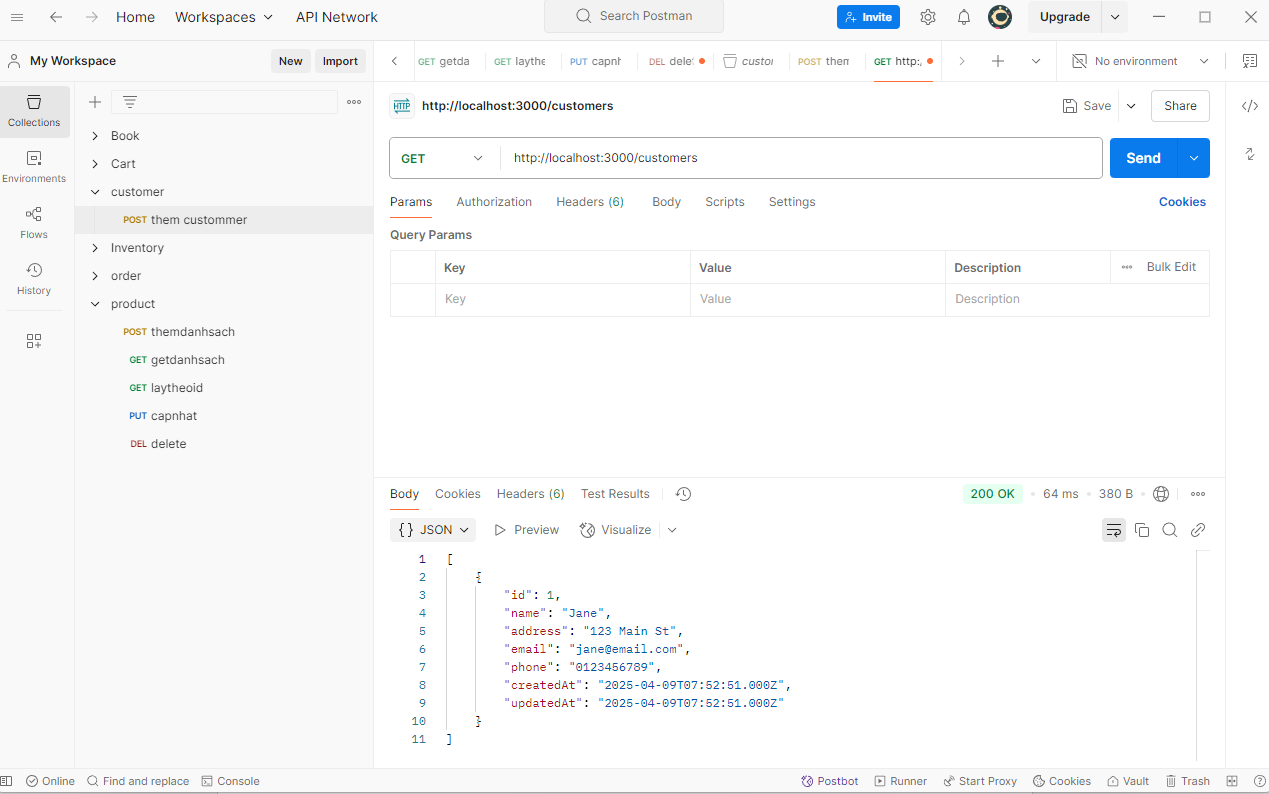 Home Workspaces API Network Search Postman Invite Upgrade
My Workspace New Import GET getda GET laythe PUT capnh DEL delet custor POST them GET http:, No environment
Collections
Environments
Flows
History
Book
Cart
customer
POST them custommer
Inventory
order
product
POST themdanhsach
GET getdanhsach
GET laytheoid
PUT capnhat
DEL delete
HTTP http://localhost:3000/customers Save Share
GET http://localhost:3000/customers Send
Params Authorization Headers (6) Body Scripts Settings Cookies
Query Params
Key Value Description Bulk Edit
Key Value Description
Body Cookies Headers (6) Test Results 200 OK 64 ms 380 B
{} JSON Preview Visualize
1 [
2 {
3 "id": 1,
4 "name": "Jane",
5 "address": "123 Main St",
6 "email": "jane@email.com",
7 "phone": "0123456789",
8 "createdAt": "2025-04-09T07:52:51.000Z",
9 "updatedAt": "2025-04-09T07:52:51.000Z"
10 }
11 ]
Online Find and replace Console Postbot Runner Start Proxy Cookies Vault Trash